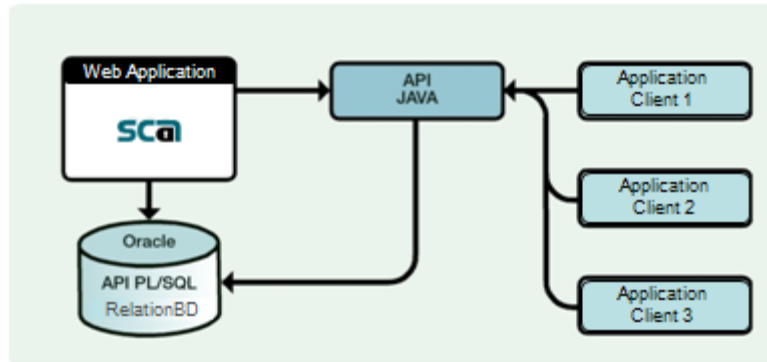 Web Application
sca
API
JAVA
Application
Client 1
Application
Client 2
Application
Client 3
Oracle
API PL/SQL
RelationBD